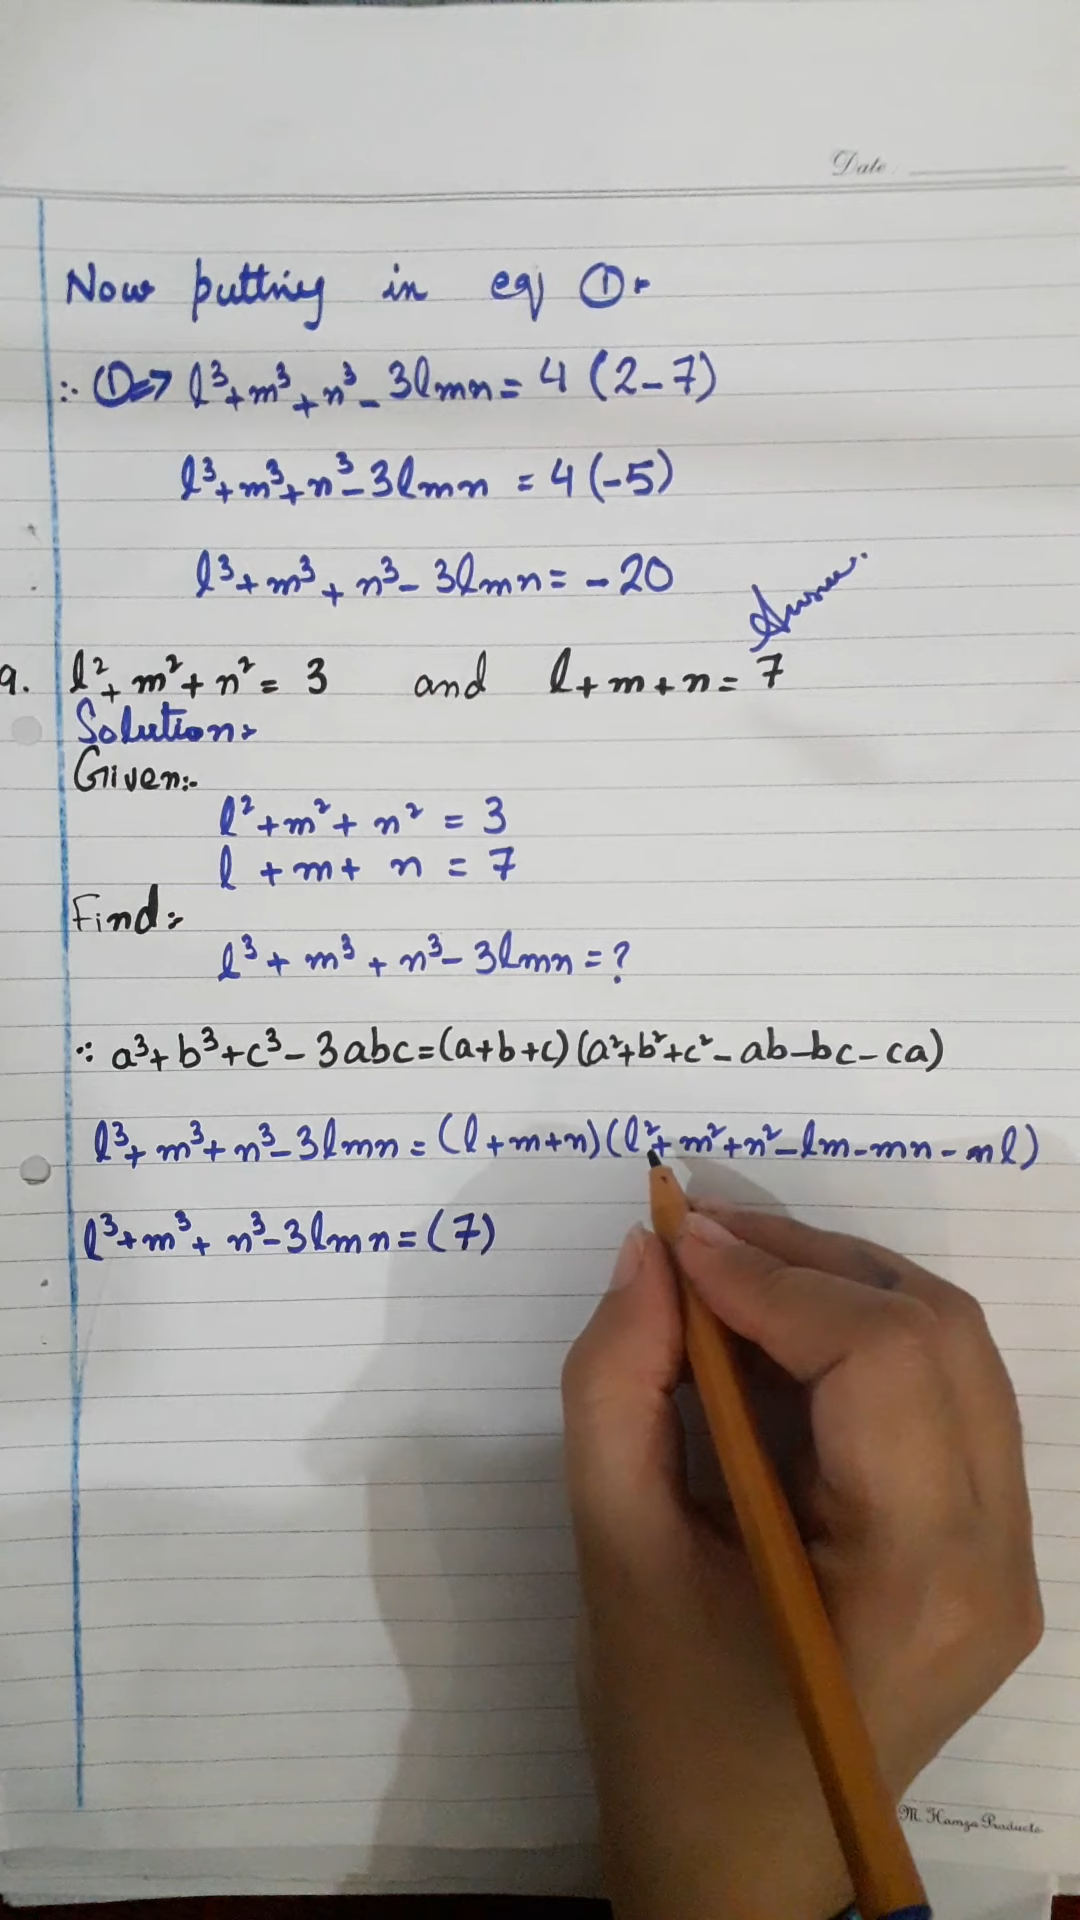 Date
Now putting in eq ①:-
∴ ①=> l³+m³+n³-3lmn=4(2-7)
l³+m³+n³-3lmn =4(-5)
l³+m³+n³-3lmn=-20
Answer.
9. l²+m²+n²=3 and l+m+n=7
Solution:-
Given:-
l²+m²+n²=3
l+m+n=7
Find:-
l³+m³+n³-3lmn=?
∵ a³+b³+c³-3abc=(a+b+c)(a²+b²+c²-ab-bc-ca)
l³+m³+n³-3lmn=(l+m+n)(l²+m²+n²-lm-mn-nl)
l³+m³+n³-3lmn=(7)
M. Hamza Products